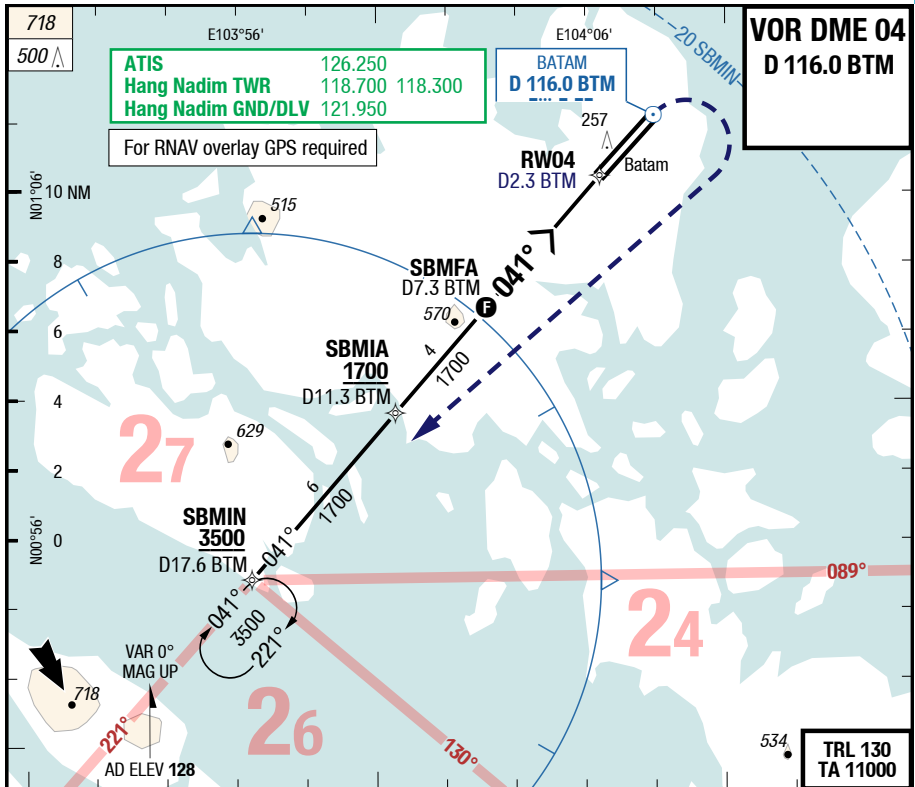 718
500
E103°56'
E104°06'
VOR DME 04
D 116.0 BTM
ATIS 126.250
Hang Nadim TWR 118.700 118.300
Hang Nadim GND/DLV 121.950
BATAM
D 116.0 BTM
20 SBMIN
For RNAV overlay GPS required
257
RW04
D2.3 BTM
Batam
N01°06'
10 NM
515
041°
8
SBMFA
D7.3 BTM
F
570
6
SBMIA
1700
D11.3 BTM
4
1700
4
27
629
2
6
1700
SBMIN
3500
D17.6 BTM
N00°56'
0
041°
089°
041°
3500
221°
24
VAR 0°
MAG UP
718
221°
26
130°
534
AD ELEV 128
TRL 130
TA 11000